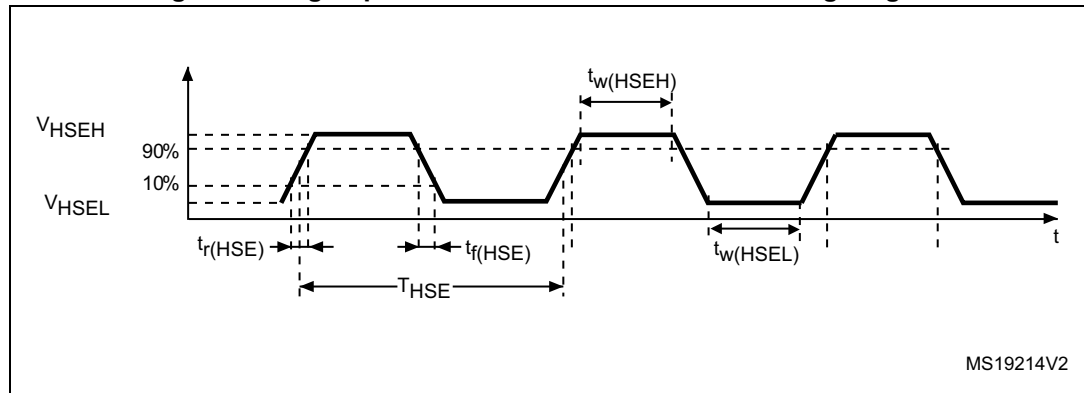 tw(HSEH)
VHSEH
90%
10%
VHSEL
t
tr(HSE)
tf(HSE)
tw(HSEL)
THSE
MS19214V2